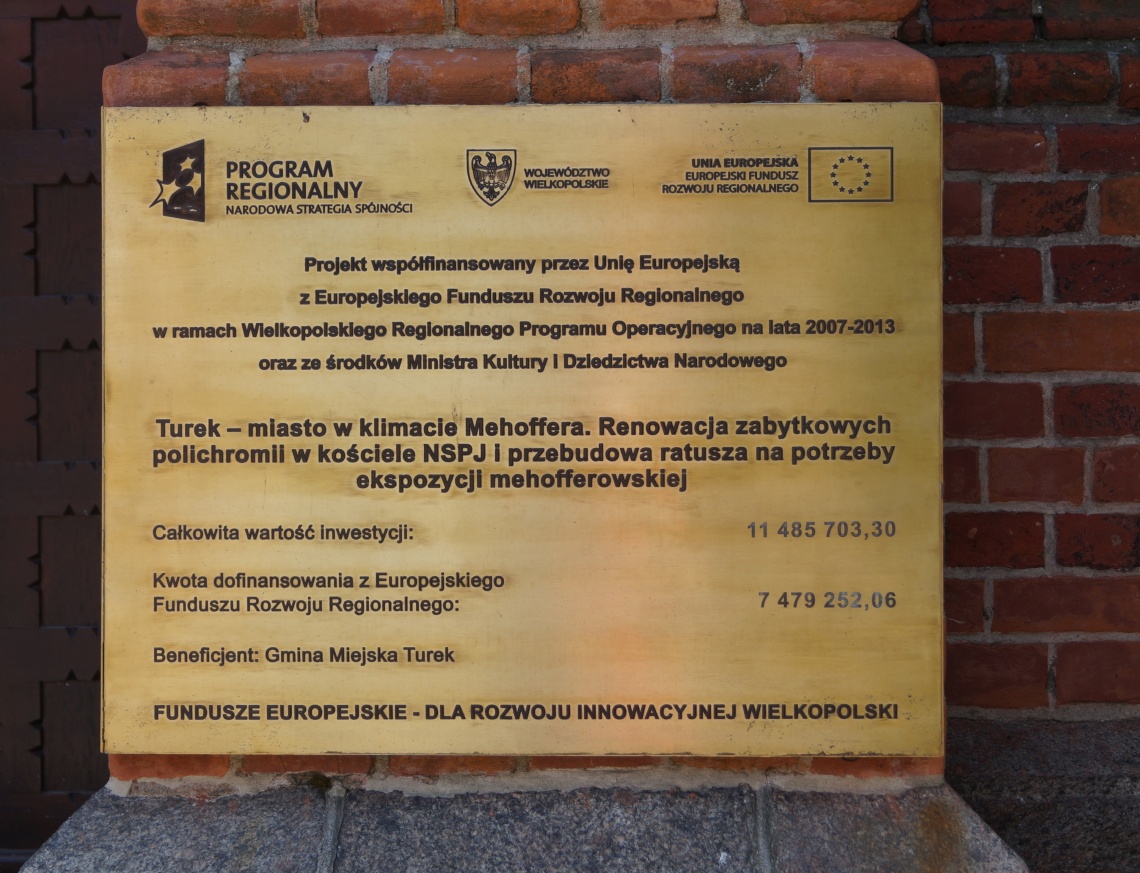 PROGRAM
REGIONALNY
NARODOWA STRATEGIA SPÓJNOŚCI
WOJEWÓDZTWO
WIELKOPOLSKIE
UNIA EUROPEJSKA
EUROPEJSKI FUNDUSZ
ROZWOJU REGIONALNEGO
Projekt współfinansowany przez Unię Europejską
z Europejskiego Funduszu Rozwoju Regionalnego
w ramach Wielkopolskiego Regionalnego Programu Operacyjnego na lata 2007-2013
oraz ze środków Ministra Kultury i Dziedzictwa Narodowego
Turek – miasto w klimacie Mehoffera. Renowacja zabytkowych
polichromii w kościele NSPJ i przebudowa ratusza na potrzeby
ekspozycji mehofferowskiej
Całkowita wartość inwestycji: 11 485 703,30
Kwota dofinansowania z Europejskiego
Funduszu Rozwoju Regionalnego: 7 479 252,06
Beneficjent: Gmina Miejska Turek
FUNDUSZE EUROPEJSKIE - DLA ROZWOJU INNOWACYJNEJ WIELKOPOLSKI